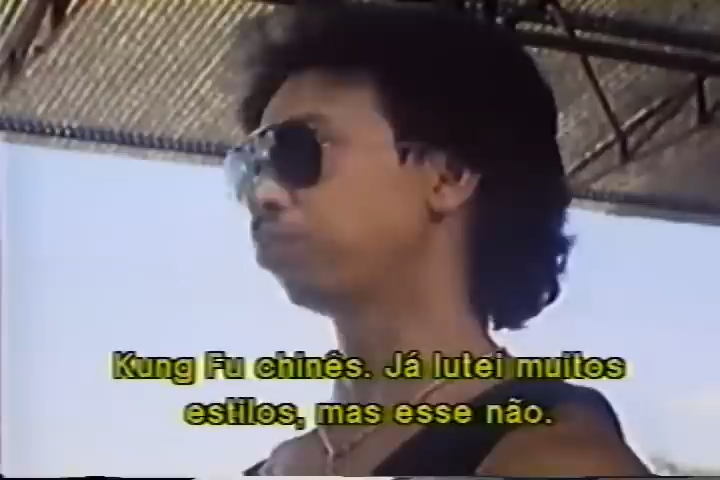 Kung Fu chinês. Já lutei muitos
estilos, mas esse não.